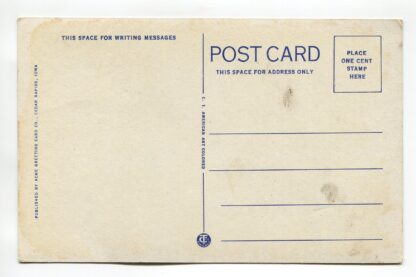 THIS SPACE FOR WRITING MESSAGES
PUBLISHED BY ACME GREETING CARD CO., CEDAR RAPIDS, IOWA
C. T. AMERICAN ART COLORED
POST CARD
THIS SPACE FOR ADDRESS ONLY
PLACE
ONE CENT
STAMP
HERE